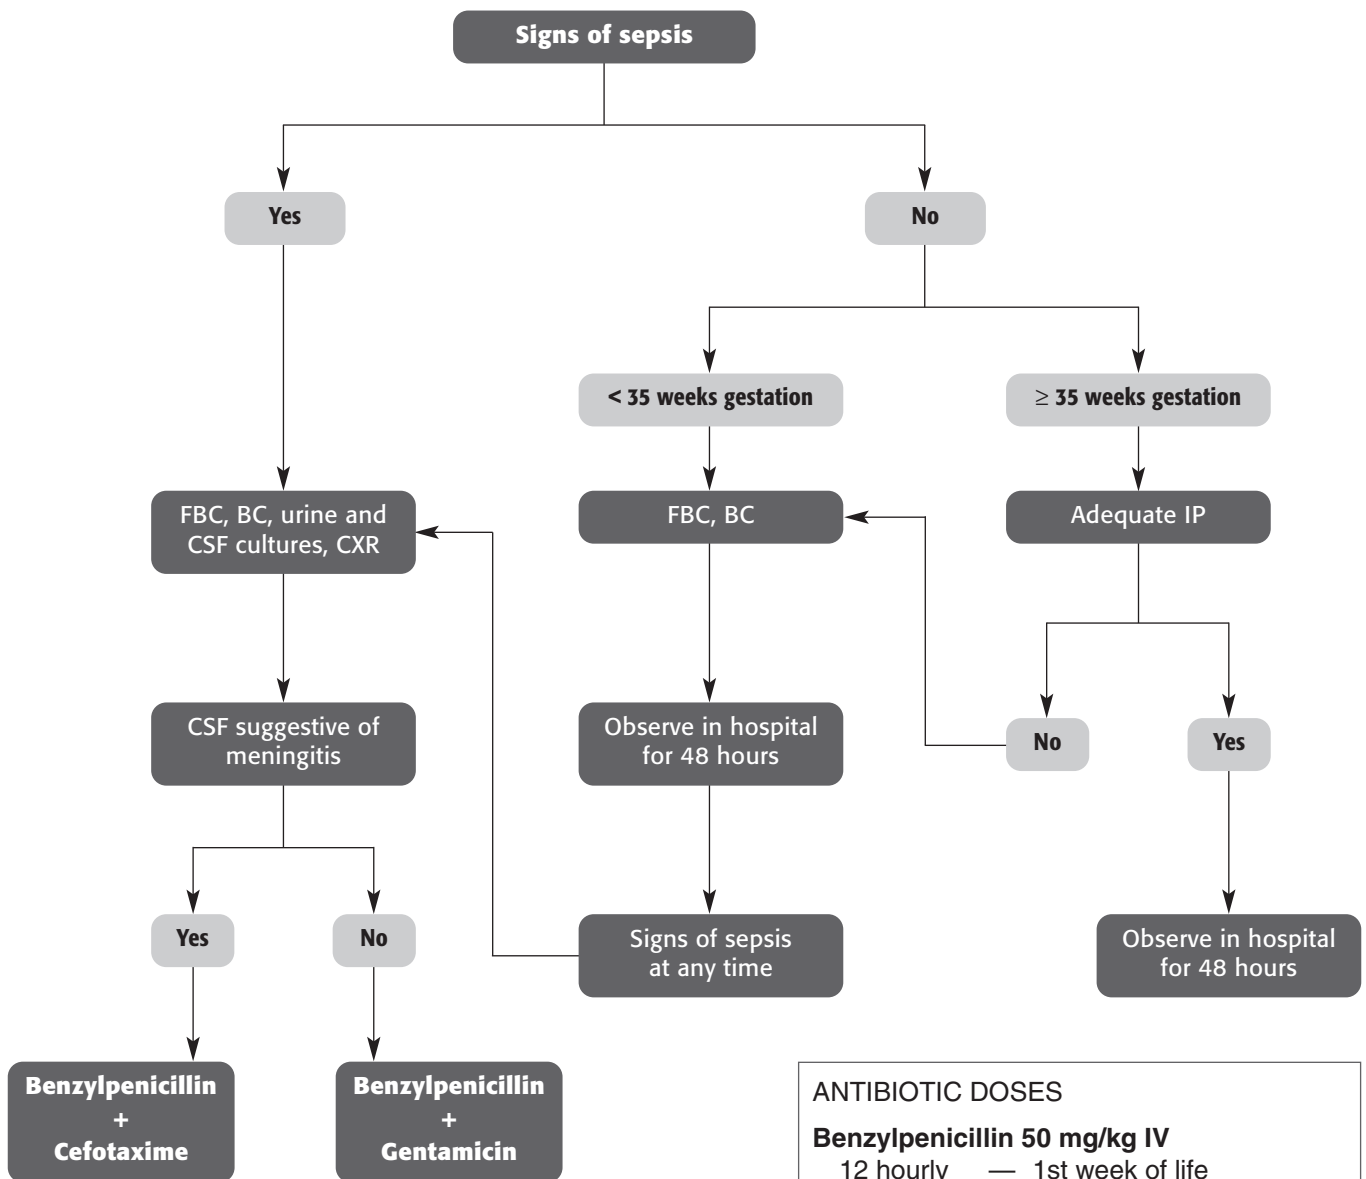 Signs of sepsis
Yes
No
< 35 weeks gestation
≥ 35 weeks gestation
FBC, BC, urine and
CSF cultures, CXR
FBC, BC
Adequate IP
CSF suggestive of
meningitis
Observe in hospital
for 48 hours
No
Yes
Yes
No
Signs of sepsis
at any time
Observe in hospital
for 48 hours
Benzylpenicillin
+
Cefotaxime
Benzylpenicillin
+
Gentamicin
ANTIBIOTIC DOSES
Benzylpenicillin 50 mg/kg IV
12 hourly — 1st week of life